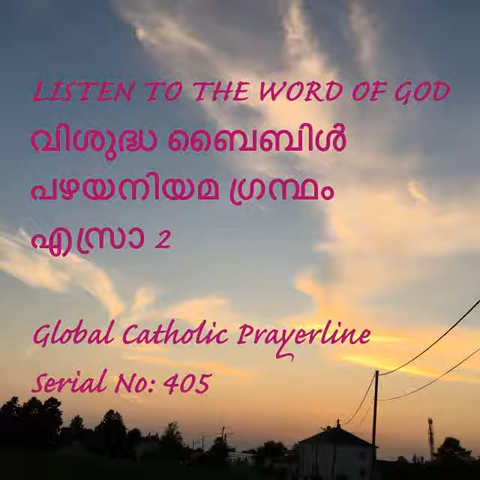 LISTEN TO THE WORD OF GOD
വിശുദ്ധ ബൈബിൾ
പഴയനിയമ ഗ്രന്ഥം
എസ്രാ 2
Global Catholic Prayerline
Serial No: 405